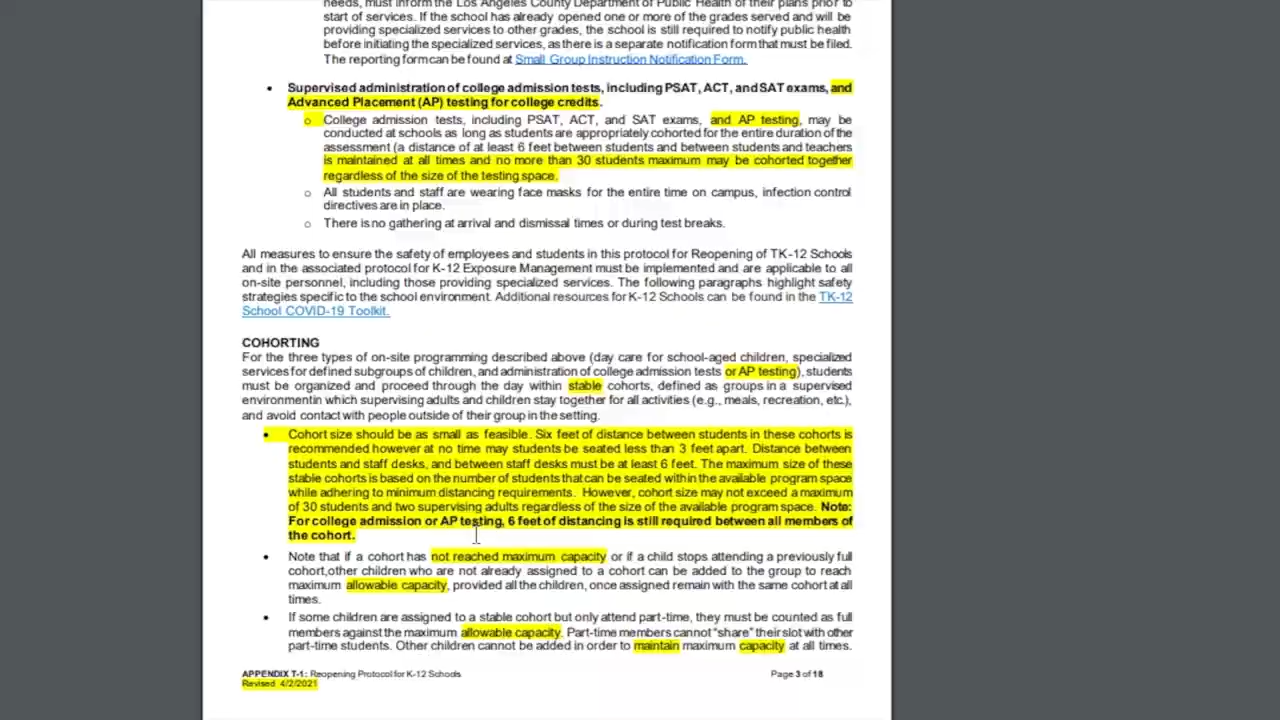 needs, must inform the Los Angeles County Department of Public Health of their plans prior to
start of services. If the school has already opened one or more of the grades served and will be
providing specialized services to other grades, the school is still required to notify public health
before initiating the specialized services, as there is a separate notification form that must be filed.
The reporting form can be found at Small Group Instruction Notification Form.
• Supervised administration of college admission tests, including PSAT, ACT, and SAT exams, and
Advanced Placement (AP) testing for college credits.
o College admission tests, including PSAT, ACT, and SAT exams, and AP testing, may be
conducted at schools as long as students are appropriately cohorted for the entire duration of the
assessment (a distance of at least 6 feet between students and between students and teachers
is maintained at all times and no more than 30 students maximum may be cohorted together
regardless of the size of the testing space.
o All students and staff are wearing face masks for the entire time on campus, infection control
directives are in place.
o There is no gathering at arrival and dismissal times or during test breaks.
All measures to ensure the safety of employees and students in this protocol for Reopening of TK-12 Schools
and in the associated protocol for K-12 Exposure Management must be implemented and are applicable to all
on-site personnel, including those providing specialized services. The following paragraphs highlight safety
strategies specific to the school environment. Additional resources for K-12 Schools can be found in the TK-12
School COVID-19 Toolkit.
COHORTING
For the three types of on-site programming described above (day care for school-aged children, specialized
services for defined subgroups of children, and administration of college admission tests or AP testing), students
must be organized and proceed through the day within stable cohorts, defined as groups in a supervised
environment in which supervising adults and children stay together for all activities (e.g., meals, recreation, etc.),
and avoid contact with people outside of their group in the setting.
• Cohort size should be as small as feasible. Six feet of distance between students in these cohorts is
recommended however at no time may students be seated less than 3 feet apart. Distance between
students and staff desks, and between staff desks must be at least 6 feet. The maximum size of these
stable cohorts is based on the number of students that can be seated within the available program space
while adhering to minimum distancing requirements. However, cohort size may not exceed a maximum
of 30 students and two supervising adults regardless of the size of the available program space. Note:
For college admission or AP testing, 6 feet of distancing is still required between all members of
the cohort.
• Note that if a cohort has not reached maximum capacity or if a child stops attending a previously full
cohort,other children who are not already assigned to a cohort can be added to the group to reach
maximum allowable capacity, provided all the children, once assigned remain with the same cohort at all
times.
• If some children are assigned to a stable cohort but only attend part-time, they must be counted as full
members against the maximum allowable capacity. Part-time members cannot “share” their slot with other
part-time students. Other children cannot be added in order to maintain maximum capacity at all times.
APPENDIX T-1: Reopening Protocol for K-12 Schools Page 3 of 18
Revised 4/2/2021